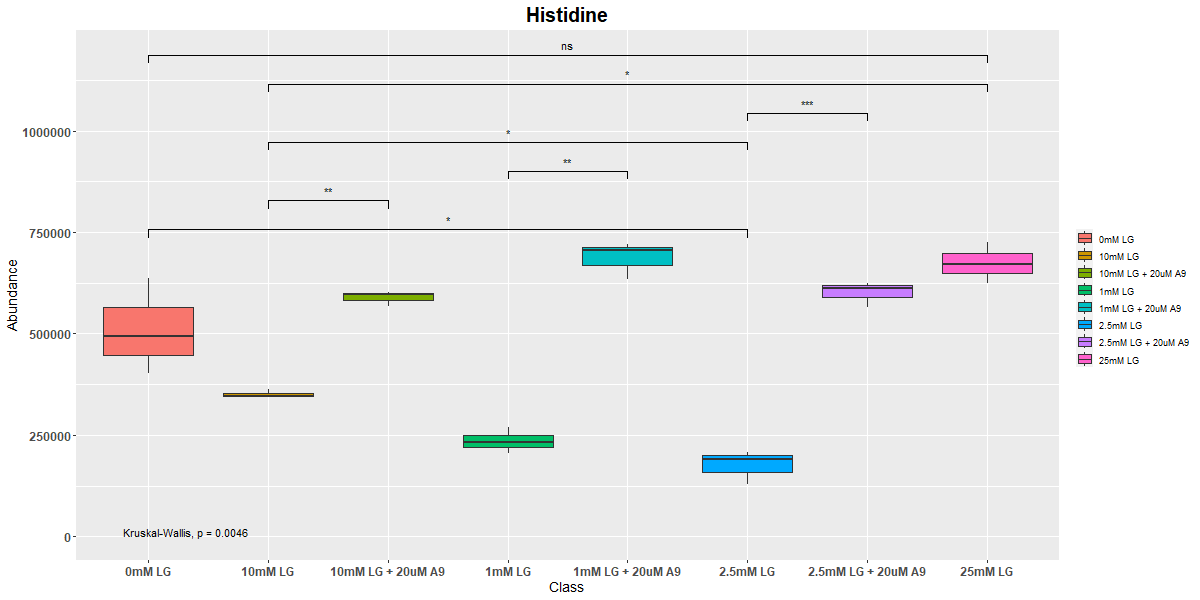 Histidine
ns
*
***
*
**
**
*
1000000
750000
500000
250000
0
Abundance
Kruskal-Wallis, p = 0.0046
0mM LG
10mM LG
10mM LG + 20uM A9
1mM LG
1mM LG + 20uM A9
2.5mM LG
2.5mM LG + 20uM A9
25mM LG
Class
0mM LG
10mM LG
10mM LG + 20uM A9
1mM LG
1mM LG + 20uM A9
2.5mM LG
2.5mM LG + 20uM A9
25mM LG